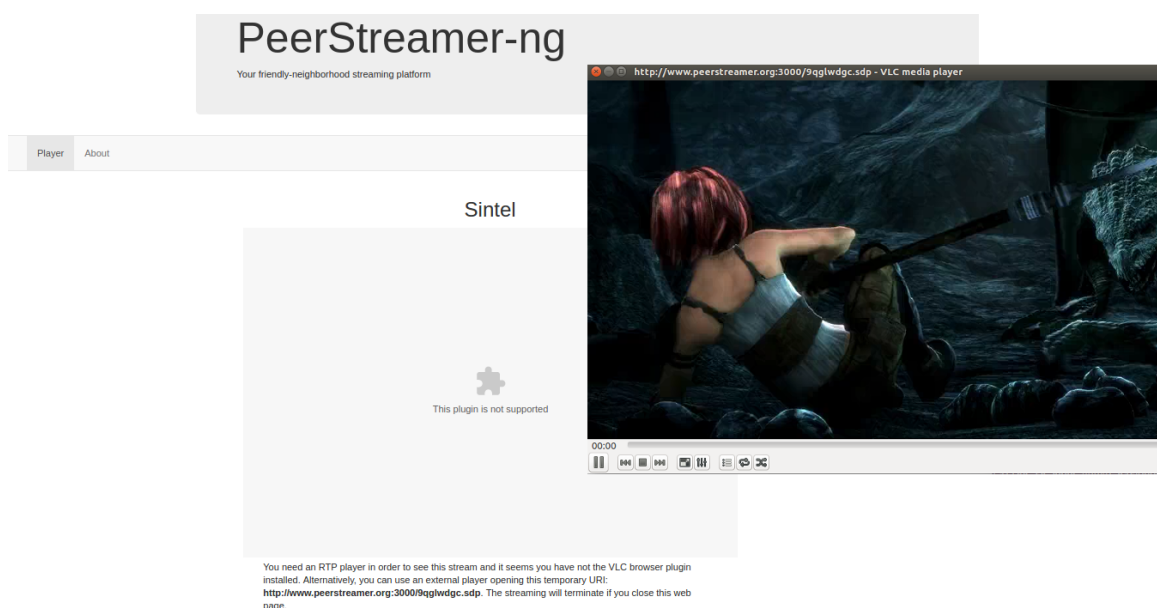 PeerStreamer-ng
Your friendly-neighborhood streaming platform
http://www.peerstreamer.org:3000/9qglwdgc.sdp - VLC media player
Player
About
Sintel
This plugin is not supported
00:00
You need an RTP player in order to see this stream and it seems you have not the VLC browser plugin
installed. Alternatively, you can use an external player opening this temporary URI:
http://www.peerstreamer.org:3000/9qglwdgc.sdp. The streaming will terminate if you close this web
page